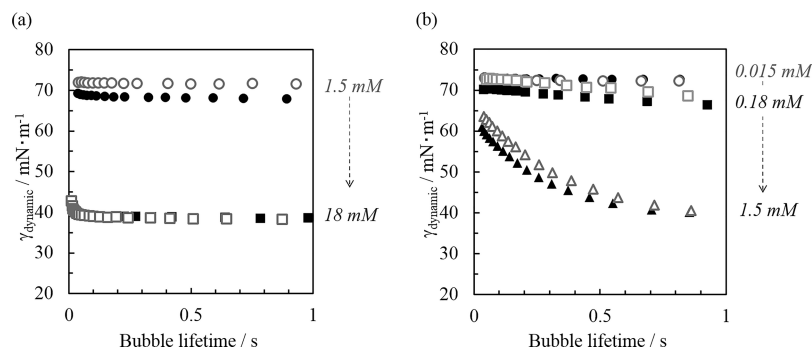 (a)
80
70
60
50
40
30
20
γdynamic / mN·m-1
0
0.5
1
Bubble lifetime / s
1.5 mM
18 mM
(b)
80
70
60
50
40
30
20
γdynamic / mN·m-1
0
0.5
1
Bubble lifetime / s
0.015 mM
0.18 mM
1.5 mM